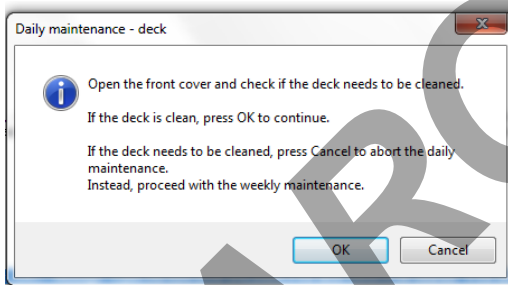 Daily maintenance - deck
Open the front cover and check if the deck needs to be cleaned.
If the deck is clean, press OK to continue.
If the deck needs to be cleaned, press Cancel to abort the daily
maintenance.
Instead, proceed with the weekly maintenance.
OK
Cancel